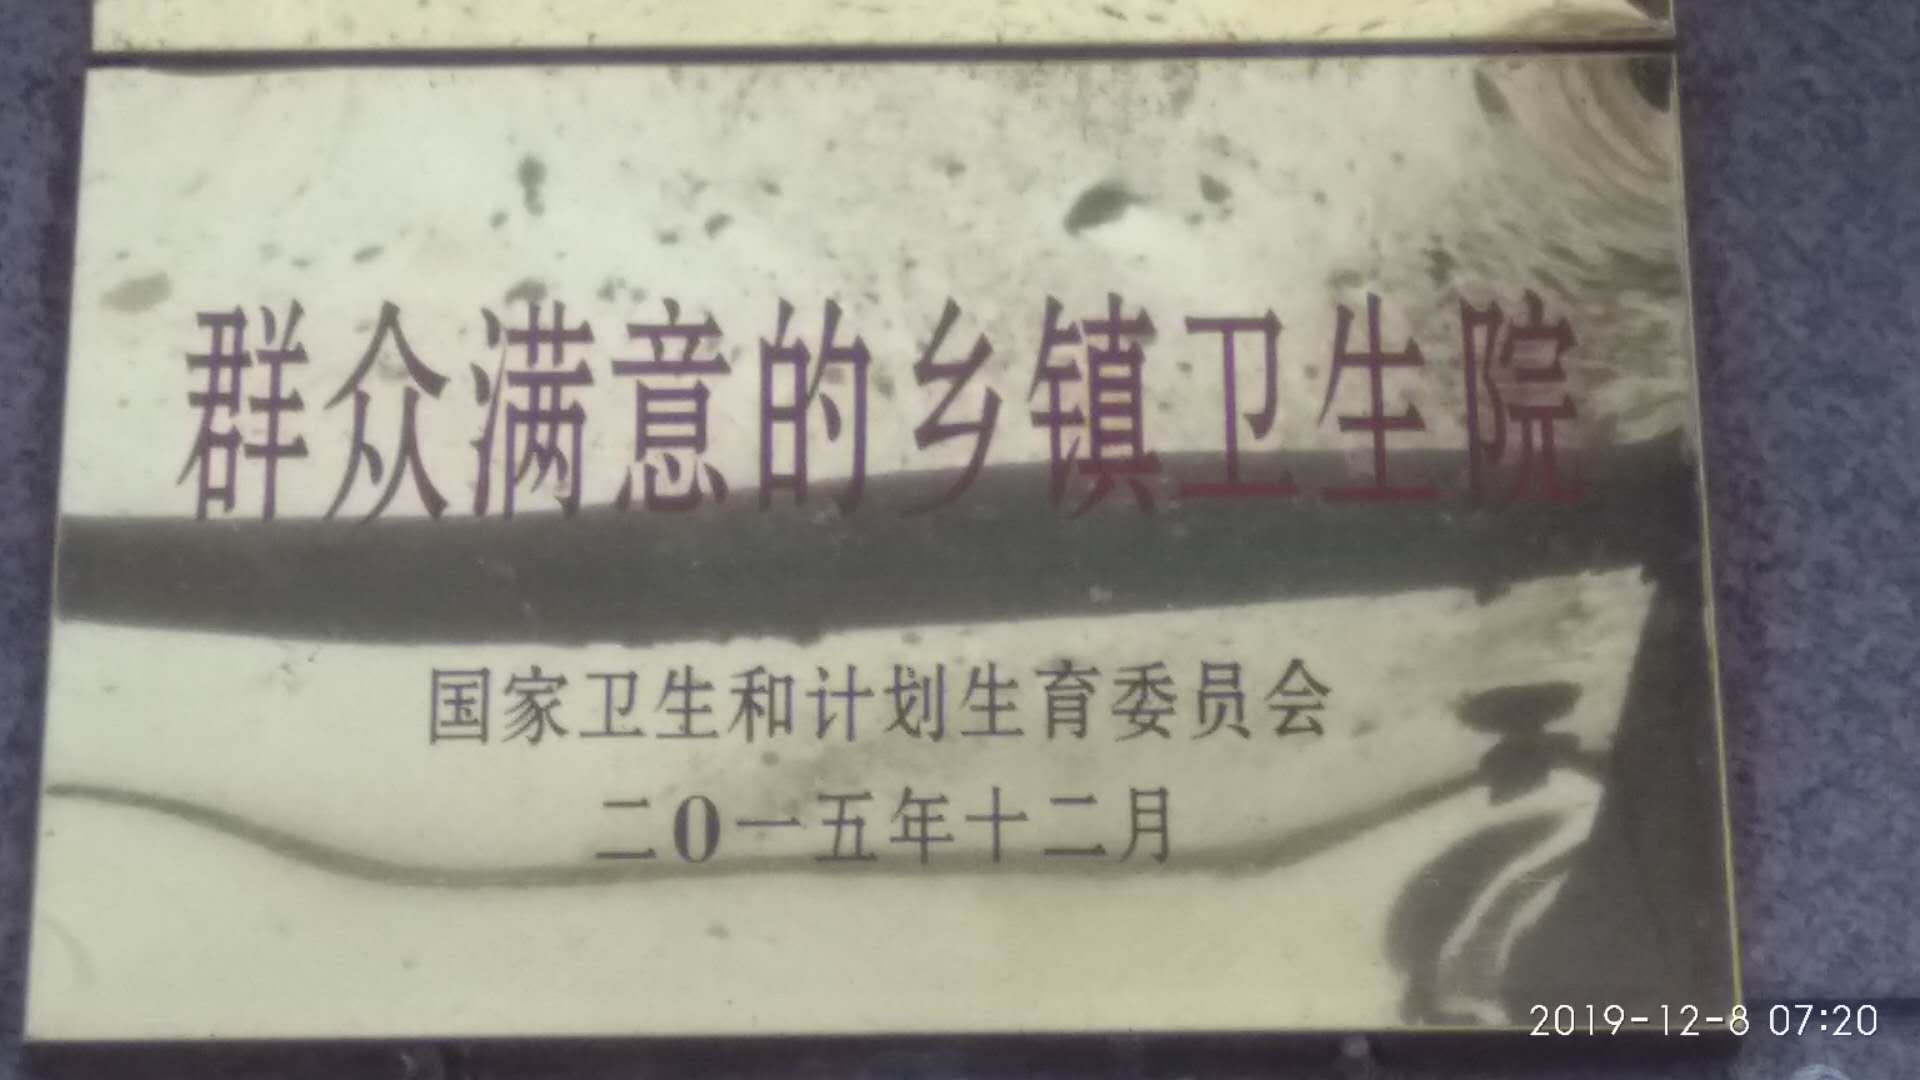 群众满意的乡镇卫生院
国家卫生和计划生育委员会
二0一五年十二月
2019-12-8 07:20